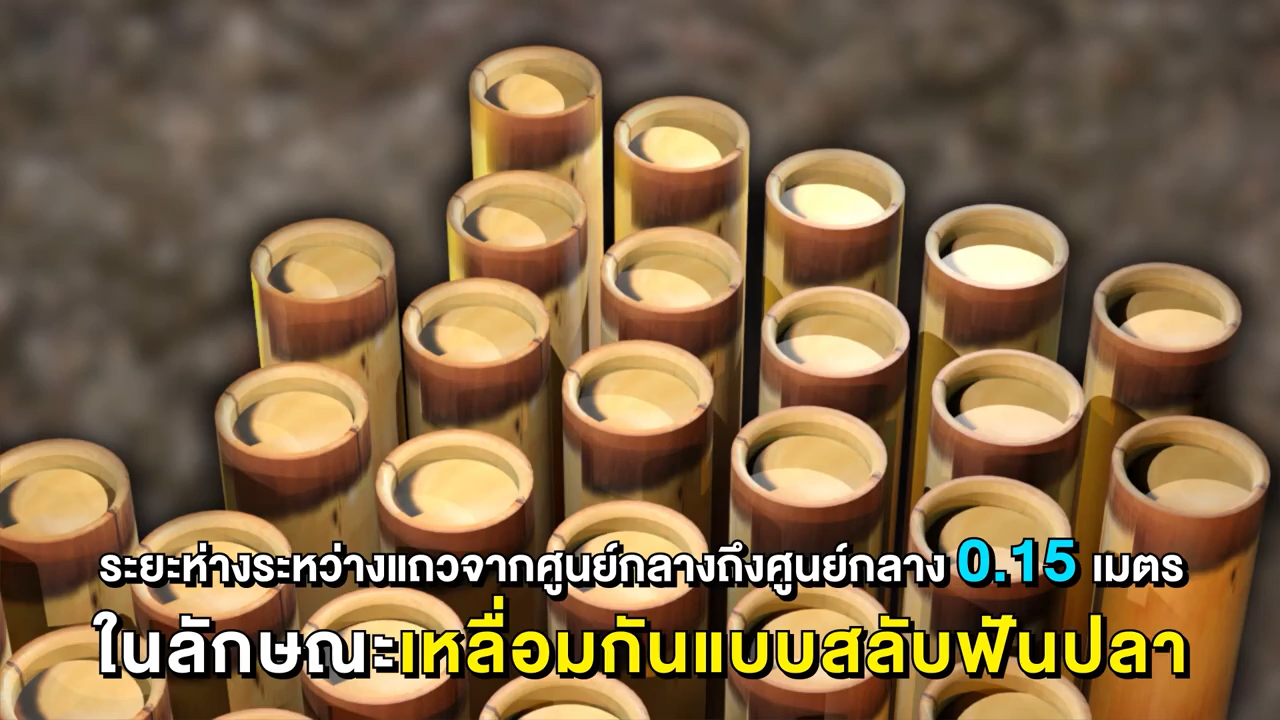 ระยะห่างระหว่างแถวจากศูนย์กลางถึงศูนย์กลาง 0.15 เมตร
ในลักษณะเหลื่อมกันแบบสลับฟันปลา